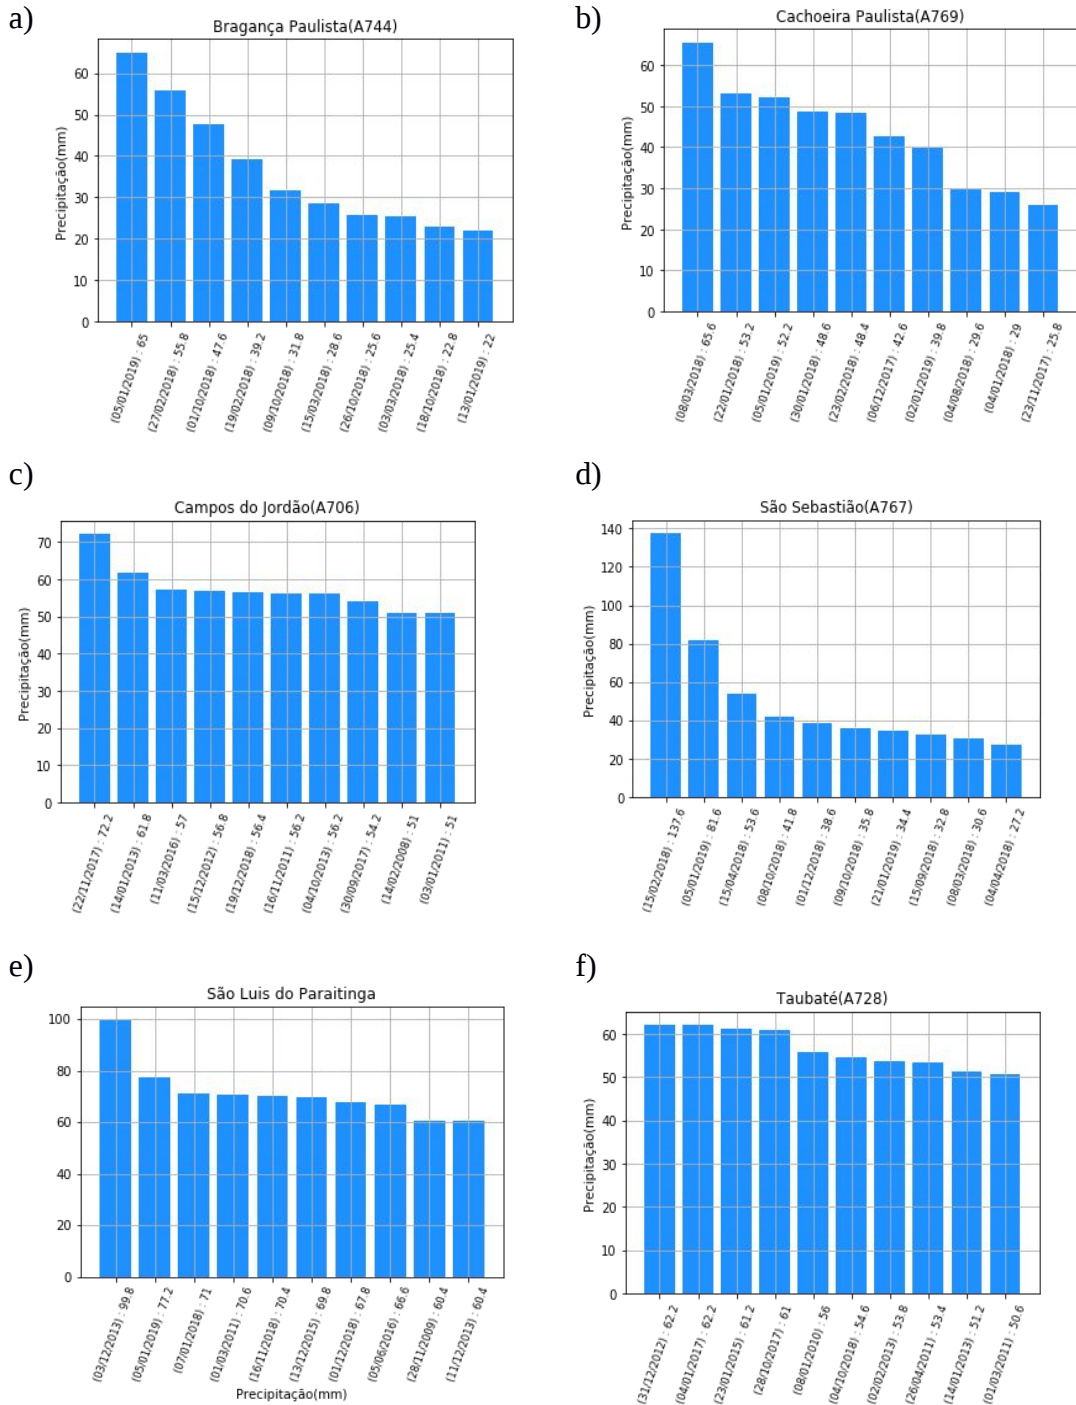 a)
Bragança Paulista(A744)
Precipitação(mm)
60
50
40
30
20
10
0
(05/01/2019) : 65
(27/02/2018) : 55.8
(01/10/2018) : 47.6
(19/02/2018) : 39.2
(09/10/2018) : 31.8
(15/03/2018) : 28.6
(26/10/2018) : 25.6
(03/03/2018) : 25.4
(18/10/2018) : 22.8
(13/01/2019) : 22
b)
Cachoeira Paulista(A769)
Precipitação(mm)
60
50
40
30
20
10
0
(08/03/2018) : 65.6
(22/01/2018) : 53.2
(05/01/2019) : 52.2
(30/01/2018) : 48.6
(23/02/2018) : 48.4
(06/12/2017) : 42.6
(02/01/2019) : 39.8
(04/08/2018) : 29.6
(04/01/2018) : 29
(23/11/2017) : 25.8
c)
Campos do Jordão(A706)
Precipitação(mm)
70
60
50
40
30
20
10
0
(22/11/2017) : 72.2
(14/01/2013) : 61.8
(11/03/2016) : 57
(15/12/2012) : 56.8
(19/12/2018) : 56.4
(16/11/2011) : 56.2
(04/10/2013) : 56.2
(30/09/2017) : 54.2
(14/02/2008) : 51
(03/01/2011) : 51
d)
São Sebastião(A767)
Precipitação(mm)
140
120
100
80
60
40
20
0
(15/02/2018) : 137.6
(05/01/2019) : 81.6
(15/04/2018) : 53.6
(08/10/2018) : 41.8
(01/12/2018) : 38.6
(09/10/2018) : 35.8
(21/01/2019) : 34.4
(15/09/2018) : 32.8
(08/03/2018) : 30.6
(04/04/2018) : 27.2
e)
São Luis do Paraitinga
100
80
60
40
20
0
(03/12/2013) : 99.8
(05/01/2019) : 77.2
(07/01/2018) : 71
(01/03/2011) : 70.6
(16/11/2018) : 70.4
(13/12/2015) : 69.8
(01/12/2018) : 67.8
(05/06/2016) : 66.6
(28/11/2009) : 60.4
(11/12/2013) : 60.4
Precipitação(mm)
f)
Taubaté(A728)
Precipitação(mm)
60
50
40
30
20
10
0
(31/12/2012) : 62.2
(04/01/2017) : 62.2
(23/01/2015) : 61.2
(28/10/2017) : 61
(08/01/2010) : 56
(04/10/2018) : 54.6
(02/02/2013) : 53.8
(26/04/2011) : 53.4
(14/01/2013) : 51.2
(01/03/2011) : 50.6